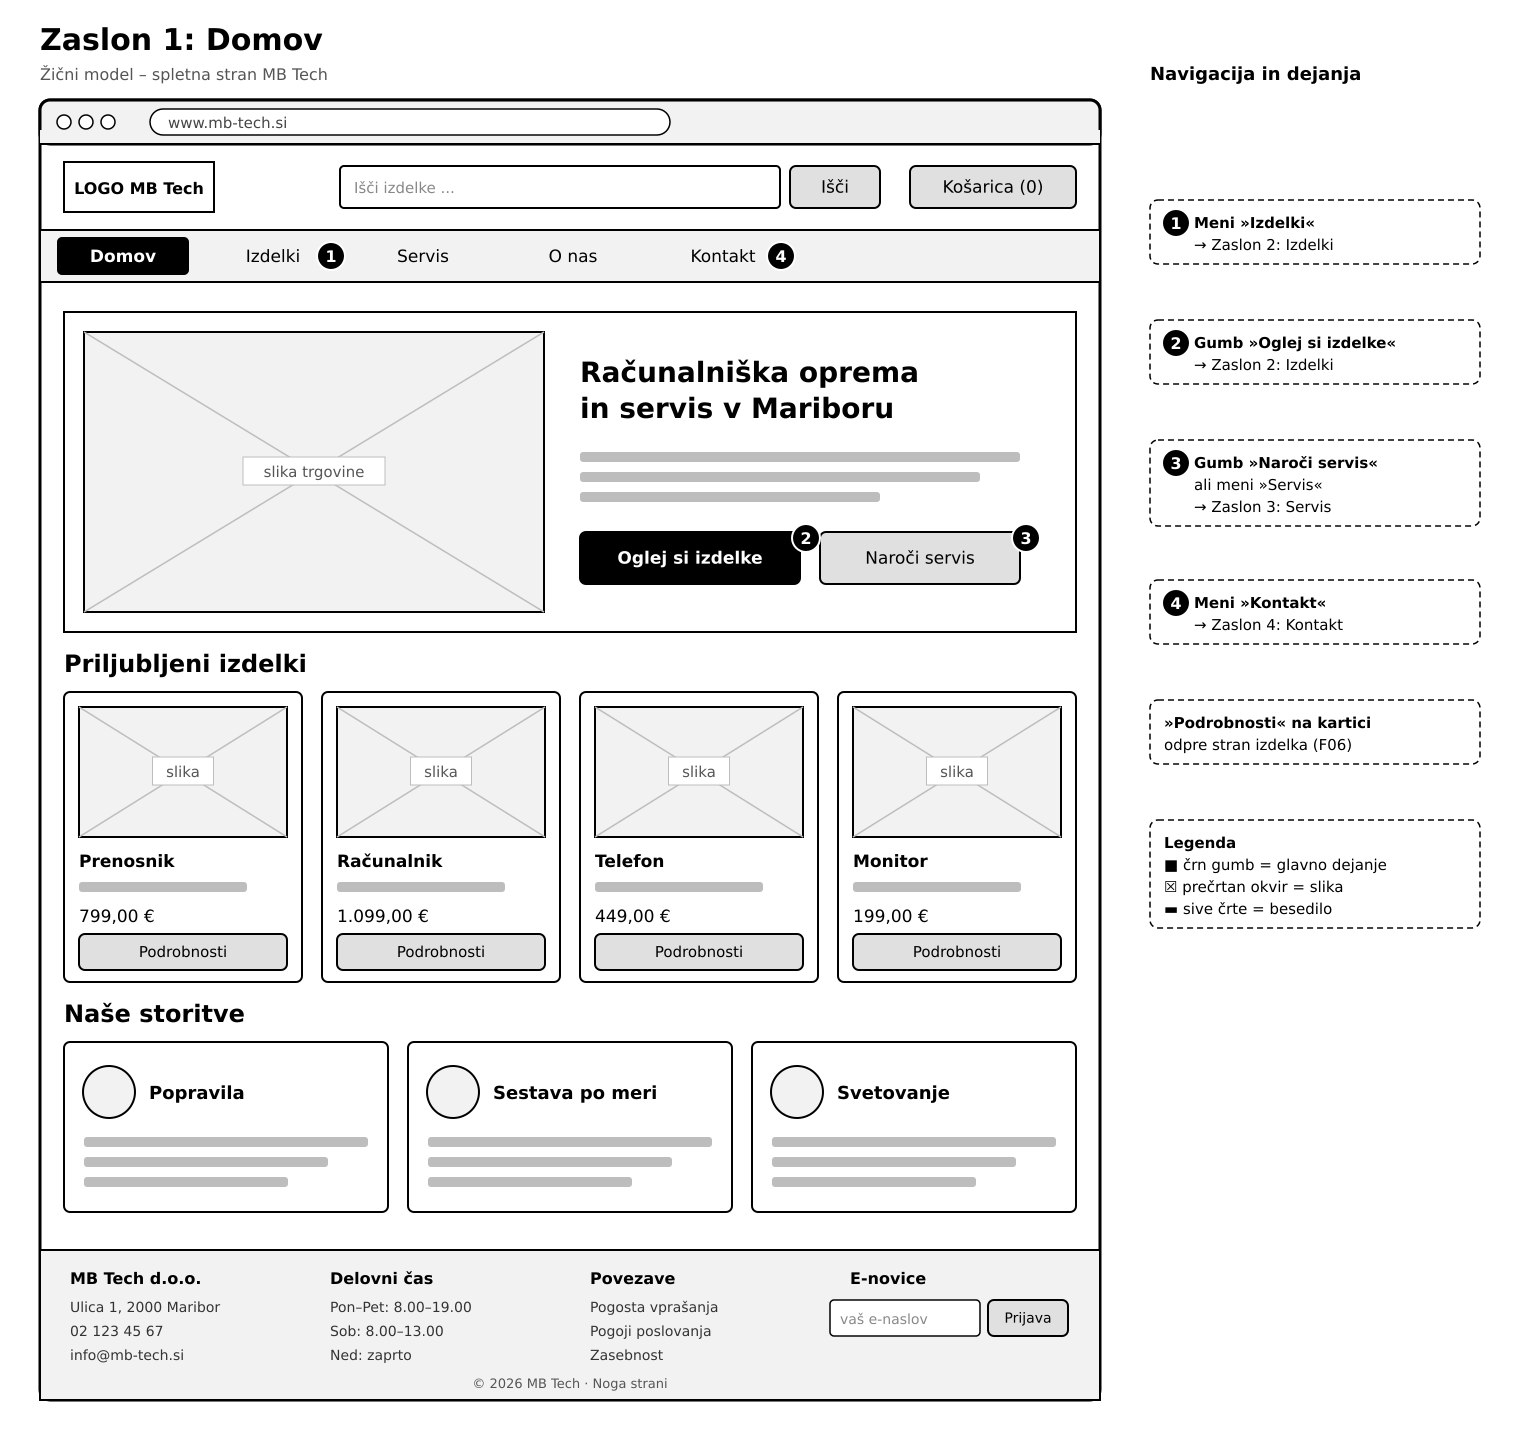 Zaslon 1: Domov
Žični model – spletna stran MB Tech
www.mb-tech.si
LOGO MB Tech
Išči izdelke ...
Išči
Košarica (0)
Domov
Izdelki 1
Servis
O nas
Kontakt 4
slika trgovine
Računalniška oprema
in servis v Mariboru
Oglej si izdelke 2
Naroči servis 3
Priljubljeni izdelki
slika
Prenosnik
799,00 €
Podrobnosti
slika
Računalnik
1.099,00 €
Podrobnosti
slika
Telefon
449,00 €
Podrobnosti
slika
Monitor
199,00 €
Podrobnosti
Naše storitve
Popravila
Sestava po meri
Svetovanje
MB Tech d.o.o.
Ulica 1, 2000 Maribor
02 123 45 67
info@mb-tech.si
Delovni čas
Pon–Pet: 8.00–19.00
Sob: 8.00–13.00
Ned: zaprto
Povezave
Pogosta vprašanja
Pogoji poslovanja
Zasebnost
E-novice
vaš e-naslov
Prijava
© 2026 MB Tech · Noga strani
Navigacija in dejanja
1 Meni »Izdelki«
→ Zaslon 2: Izdelki
2 Gumb »Oglej si izdelke«
→ Zaslon 2: Izdelki
3 Gumb »Naroči servis«
ali meni »Servis«
→ Zaslon 3: Servis
4 Meni »Kontakt«
→ Zaslon 4: Kontakt
»Podrobnosti« na kartici
odpre stran izdelka (F06)
Legenda
■ črn gumb = glavno dejanje
☒ prečrtan okvir = slika
▬ sive črte = besedilo